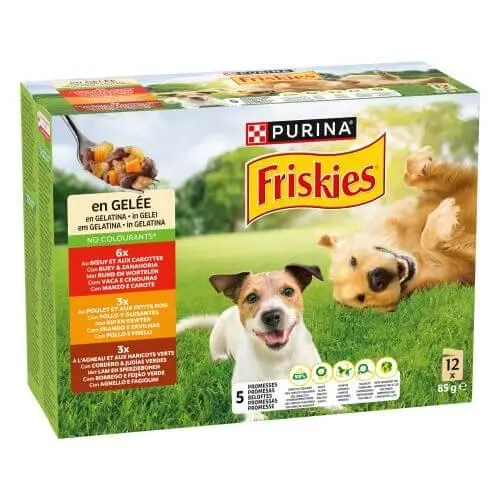 PURINA
Friskies
12 x
PURINA®
Friskies
en GELÉE
en GELATINA • in GELEI
em GELATINA • in GELATINA
NO COLOURANTS*
6x
AU BŒUF ET AUX CAROTTES
CON BUEY & ZANAHORIA
MET RUND EN WORTELEN
COM VACA E CENOURAS
CON MANZO E CAROTE
3x
AU POULET ET AUX PETITS POIS
CON POLLO Y GUISANTES
MET KIP EN ERWTEN
COM FRANGO E ERVILHAS
CON POLLO E PISELLI
3x
À L'AGNEAU ET AUX HARICOTS VERTS
CON CORDERO & JUDÍAS VERDES
MET LAM EN SPERZIEBONEN
COM BORREGO E FEIJÃO VERDE
CON AGNELLO E FAGIOLINI
5 PROMESSES
PROMESAS
BELOFTES
PROMESSAS
PROMESSE
100%
12 x
85g e